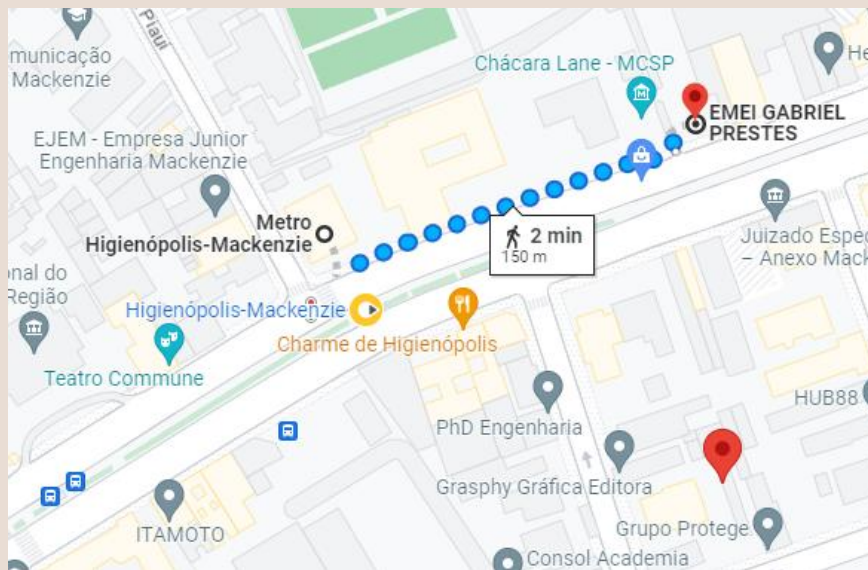 municação
Mackenzie
Piauí
Chácara Lane - MCSP
He
EMEI GABRIEL
PRESTES
EJEM - Empresa Junior
Engenharia Mackenzie
Metro
Higienópolis-Mackenzie
2 min
150 m
Juizado Espec
– Anexo Mack
onal do
Região
Higienópolis-Mackenzie
Charme de Higienópolis
Teatro Commune
HUB88
PhD Engenharia
Grasphy Gráfica Editora
Grupo Protege
ITAMOTO
Consol Academia